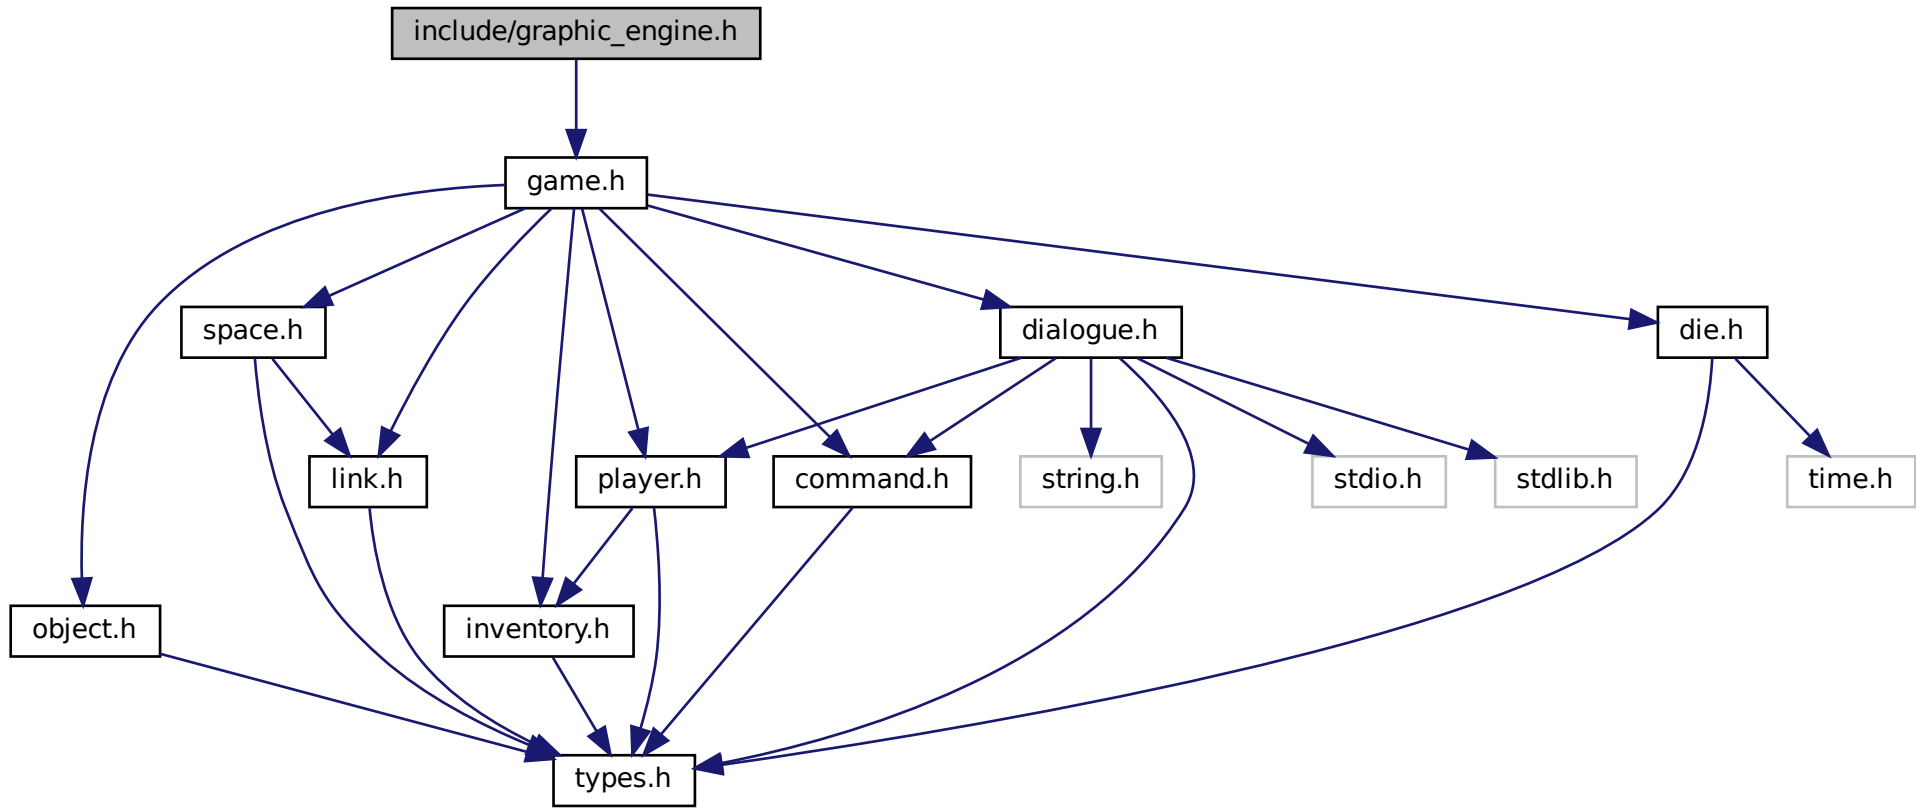 include/graphic_engine.h
game.h
space.h
dialogue.h
die.h
link.h
player.h
command.h
string.h
stdio.h
stdlib.h
time.h
object.h
inventory.h
types.h